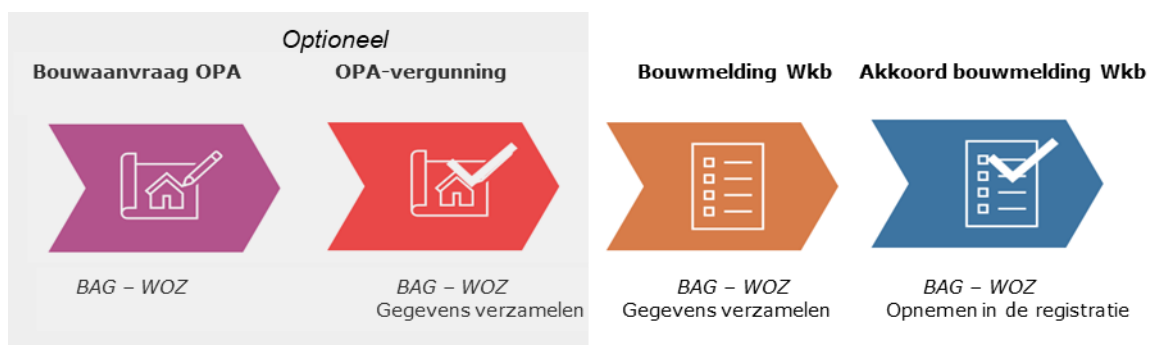 Optioneel
Bouwaanvraag OPA
OPA-vergunning
Bouwmelding Wkb
Akkoord bouwmelding Wkb
BAG – WOZ
BAG – WOZ
Gegevens verzamelen
BAG – WOZ
Gegevens verzamelen
BAG – WOZ
Opnemen in de registratie